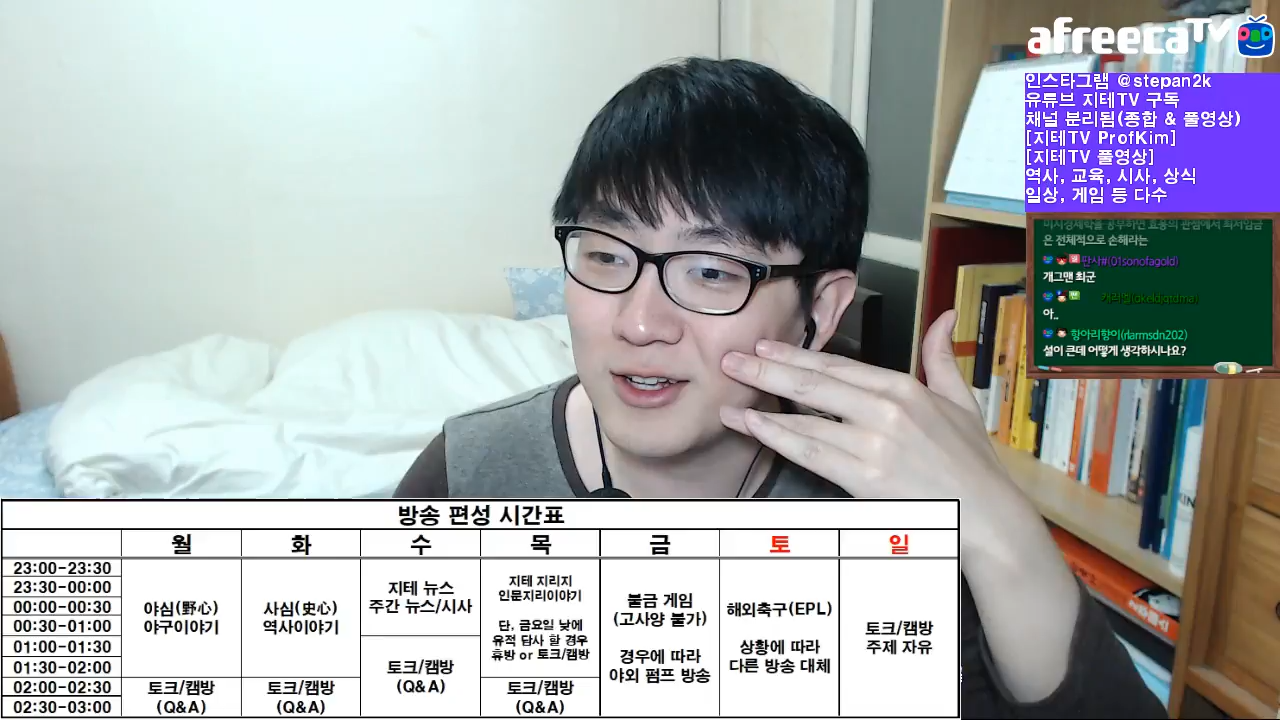 afreecaTV
인스타그램 @stepan2k
유튜브 지테TV 구독
채널 분리됨(종합 & 풀영상)
[지테TV ProfKim]
[지테TV 풀영상]
역사, 교육, 시사, 상식
일상, 게임 등 다수
은 전체적으로 손해라는
판사#(01sonofagold)
개그맨 최군
아..
항아리항이(rlarmsdn202)
설이 큰데 어떻게 생각하시나요?
방송 편성 시간표
월 화 수 목 금 토 일
23:00-23:30
23:30-00:00
00:00-00:30
00:30-01:00
01:00-01:30
01:30-02:00
02:00-02:30
02:30-03:00
야심(野心)
야구이야기
토크/캠방
(Q&A)
사심(史心)
역사이야기
토크/캠방
(Q&A)
지테 뉴스
주간 뉴스/시사
토크/캠방
(Q&A)
지테 지리지
인문지리이야기
단, 금요일 낮에
유적 답사 할 경우
휴방 or 토크/캠방
토크/캠방
(Q&A)
불금 게임
(고사양 불가)
경우에 따라
야외 펌프 방송
해외축구(EPL)
상황에 따라
다른 방송 대체
토크/캠방
주제 자유